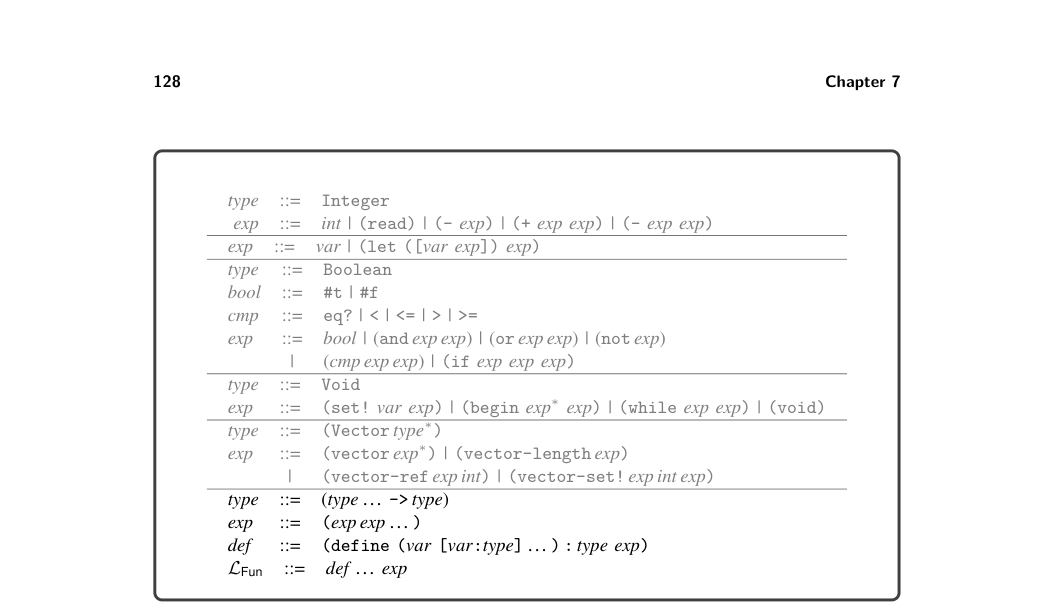 128 Chapter 7
type ::= Integer
exp ::= int | (read) | (- exp) | (+ exp exp) | (- exp exp)
exp ::= var | (let ([var exp]) exp)
type ::= Boolean
bool ::= #t | #f
cmp ::= eq? | < | <= | > | >=
exp ::= bool | (and exp exp) | (or exp exp) | (not exp)
| (cmp exp exp) | (if exp exp exp)
type ::= Void
exp ::= (set! var exp) | (begin exp* exp) | (while exp exp) | (void)
type ::= (Vector type*)
exp ::= (vector exp*) | (vector-length exp)
| (vector-ref exp int) | (vector-set! exp int exp)
type ::= (type ... -> type)
exp ::= (exp exp ... )
def ::= (define (var [var:type] ... ) : type exp)
ℒFun ::= def ... exp